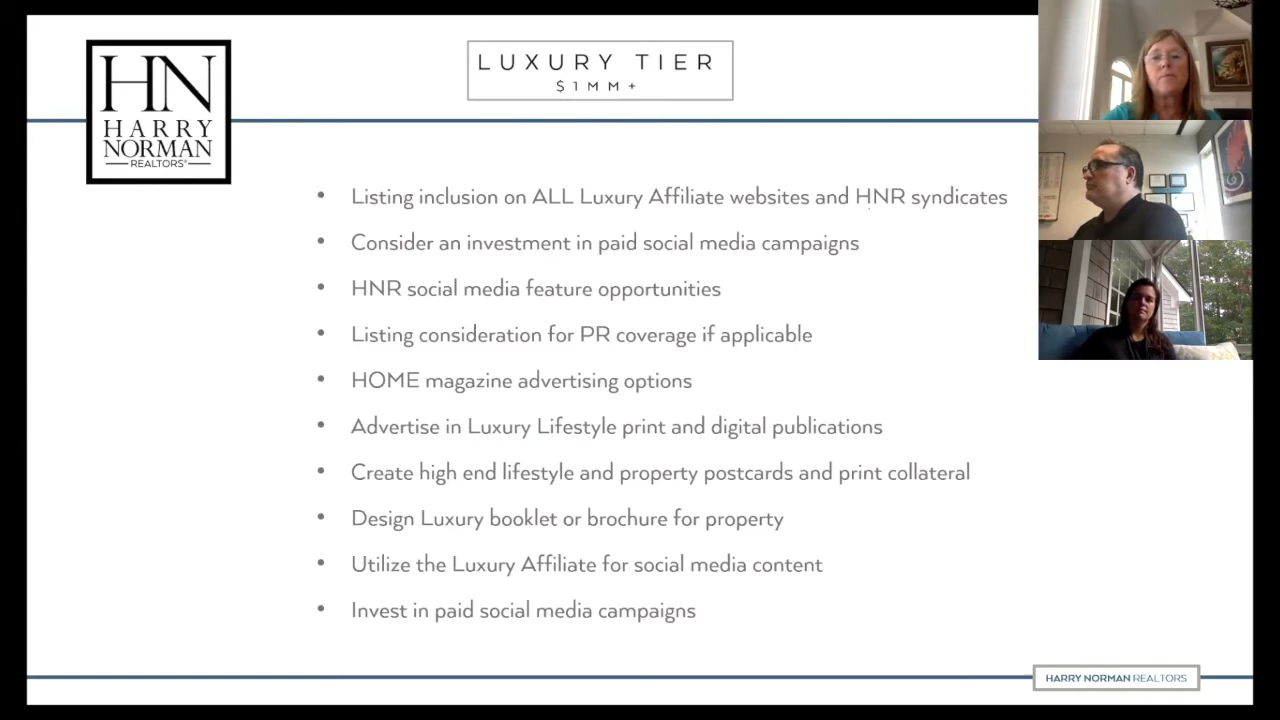 HN
HARRY
NORMAN
REALTORS®
LUXURY TIER
$1MM+
• Listing inclusion on ALL Luxury Affiliate websites and HNR syndicates
• Consider an investment in paid social media campaigns
• HNR social media feature opportunities
• Listing consideration for PR coverage if applicable
• HOME magazine advertising options
• Advertise in Luxury Lifestyle print and digital publications
• Create high end lifestyle and property postcards and print collateral
• Design Luxury booklet or brochure for property
• Utilize the Luxury Affiliate for social media content
• Invest in paid social media campaigns
HARRY NORMAN REALTORS